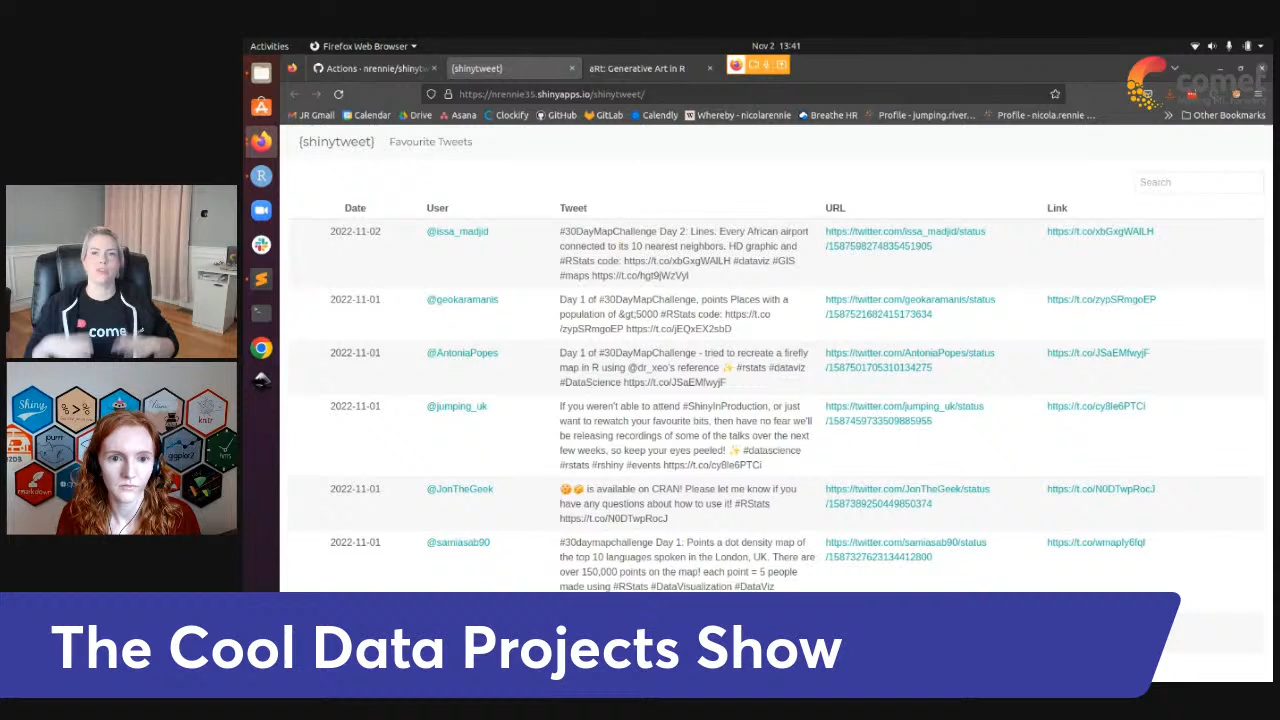 Activities
Firefox Web Browser
Nov 2 13:41
Actions · nrennie/shinytw
{shinytweet}
aRt: Generative Art in R
comet
https://nrennie35.shinyapps.io/shinytweet/
JR Gmail
Calendar
Drive
Asana
Clockify
GitHub
GitLab
Calendly
Whereby - nicolarennie
Breathe HR
Profile - jumping.river...
Profile - nicola.rennie ...
Other Bookmarks
{shinytweet}
Favourite Tweets
Search
Date User Tweet URL Link
2022-11-02 @issa_madjid #30DayMapChallenge Day 2: Lines. Every African airport https://twitter.com/issa_madjid/status https://t.co/xbGxgWAlLH
connected to its 10 nearest neighbors. HD graphic and /1587598274835451905
#RStats code: https://t.co/xbGxgWAlLH #dataviz #GIS
#maps https://t.co/hgt9jWzVyI
2022-11-01 @geokaramanis Day 1 of #30DayMapChallenge, points Places with a https://twitter.com/geokaramanis/status https://t.co/zypSRmgoEP
population of &gt;5000 #RStats code: https://t.co /1587521682415173634
/zypSRmgoEP https://t.co/jEQxEX2sbD
2022-11-01 @AntoniaPopes Day 1 of #30DayMapChallenge - tried to recreate a firefly https://twitter.com/AntoniaPopes/status https://t.co/JSaEMfwyjF
map in R using @dr_xeo's reference ✨ #rstats #dataviz /1587501705310134275
#DataScience https://t.co/JSaEMfwyjF
2022-11-01 @jumping_uk If you weren't able to attend #ShinyInProduction, or just https://twitter.com/jumping_uk/status https://t.co/cy8le6PTCi
want to rewatch your favourite bits, then have no fear we'll /1587459733509885955
be releasing recordings of some of the talks over the next
few weeks, so keep your eyes peeled! ✨ #datascience
#rstats #rshiny #events https://t.co/cy8le6PTCi
2022-11-01 @JonTheGeek is available on CRAN! Please let me know if you https://twitter.com/JonTheGeek/status https://t.co/N0DTwpRocJ
have any questions about how to use it! #RStats /1587389250449850374
https://t.co/N0DTwpRocJ
2022-11-01 @samiasab90 #30daymapchallenge Day 1: Points a dot density map of https://twitter.com/samiasab90/status https://t.co/wmaply6fqI
the top 10 languages spoken in the London, UK. There are /1587327623134412800
over 150,000 points on the map! each point = 5 people
made using #RStats #DataVisualization #DataViz
come
Shiny
%>%
knitr
purrr
ggplot2
hms
rmarkdown
The Cool Data Projects Show